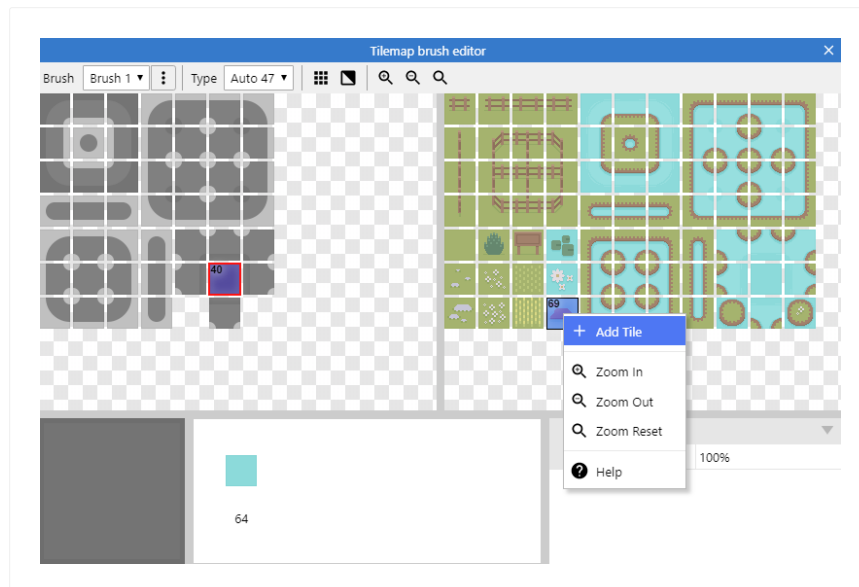 Tilemap brush editor
Brush Brush 1 Type Auto 47
40
69
Add Tile
Zoom In
Zoom Out
Zoom Reset
Help
100%
64